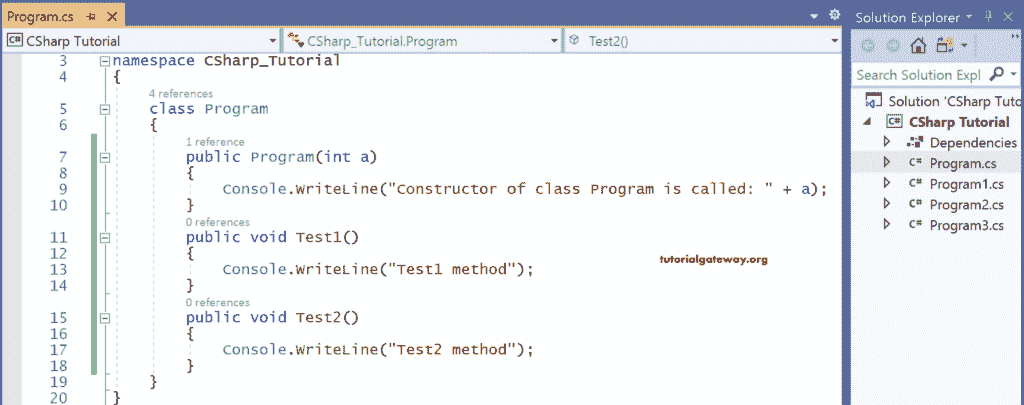 Program.cs
Solution Explorer
CSharp Tutorial
CSharp_Tutorial.Program
Test2()
Search Solution Expl
Solution 'CSharp Tuto
CSharp Tutorial
Dependencies
Program.cs
Program1.cs
Program2.cs
Program3.cs
3 namespace CSharp_Tutorial
4 {
4 references
5 class Program
6 {
1 reference
7 public Program(int a)
8 {
9 Console.WriteLine("Constructor of class Program is called: " + a);
10 }
0 references
11 public void Test1()
12 {
13 Console.WriteLine("Test1 method");
14 }
0 references
15 public void Test2()
16 {
17 Console.WriteLine("Test2 method");
18 }
19 }
20 }
tutorialgateway.org